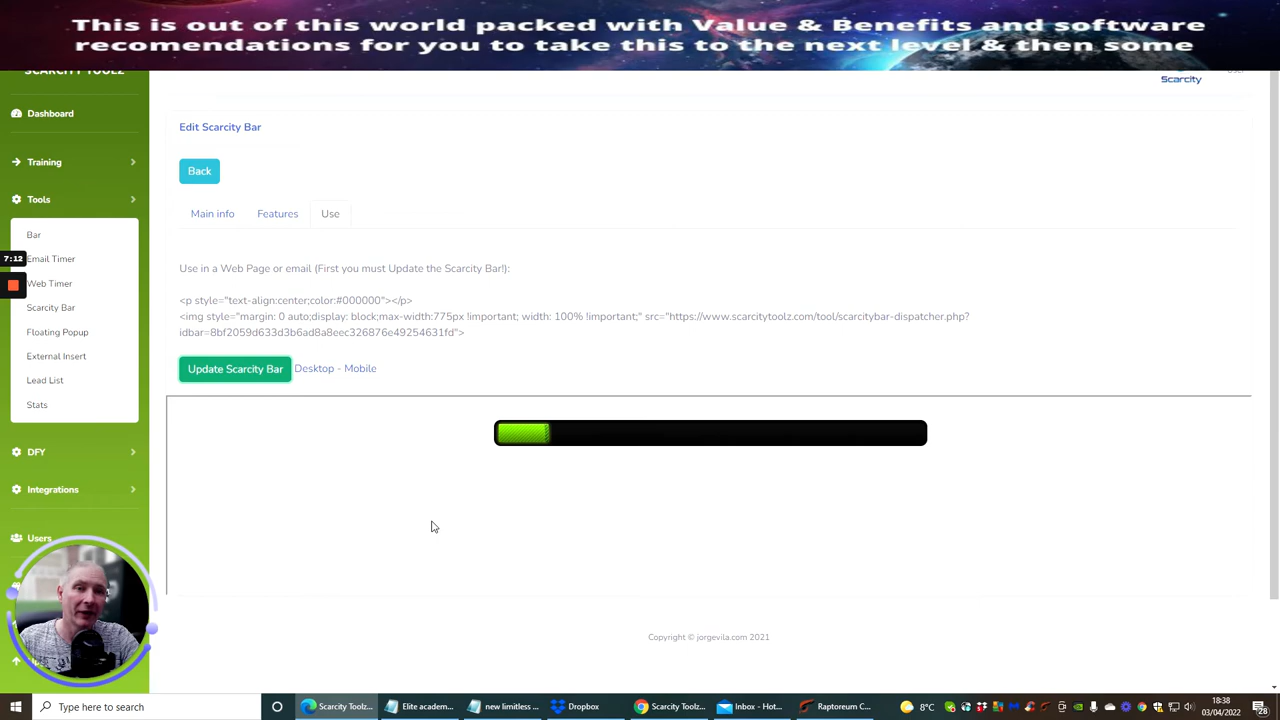 This is out of this world packed with Value & Benefits and software
recomendations for you to take this to the next level & then some
SCARCITY TOOLZ
Scarcity
User
Dashboard
Edit Scarcity Bar
Training
Back
Tools
Main info
Features
Use
Bar
7:12
Email Timer
Use in a Web Page or email (First you must Update the Scarcity Bar!):
Web Timer
<p style="text-align:center;color:#000000"></p>
Scarcity Bar
<img style="margin: 0 auto;display: block;max-width:775px !important; width: 100% !important;" src="https://www.scarcitytoolz.com/tool/scarcitybar-dispatcher.php?
idbar=8bf2059d633d3b6ad8a8eec326876e49254631fd">
Floating Popup
External Insert
Update Scarcity Bar
Desktop - Mobile
Lead List
Stats
DFY
Integrations
Users
Copyright © jorgevila.com 2021
Type here to search
Scarcity Toolz...
Elite academ...
new limitless ...
Dropbox
Scarcity Toolz...
Inbox - Hot...
Raptoreum C...
8°C
18:38
03/04/2022